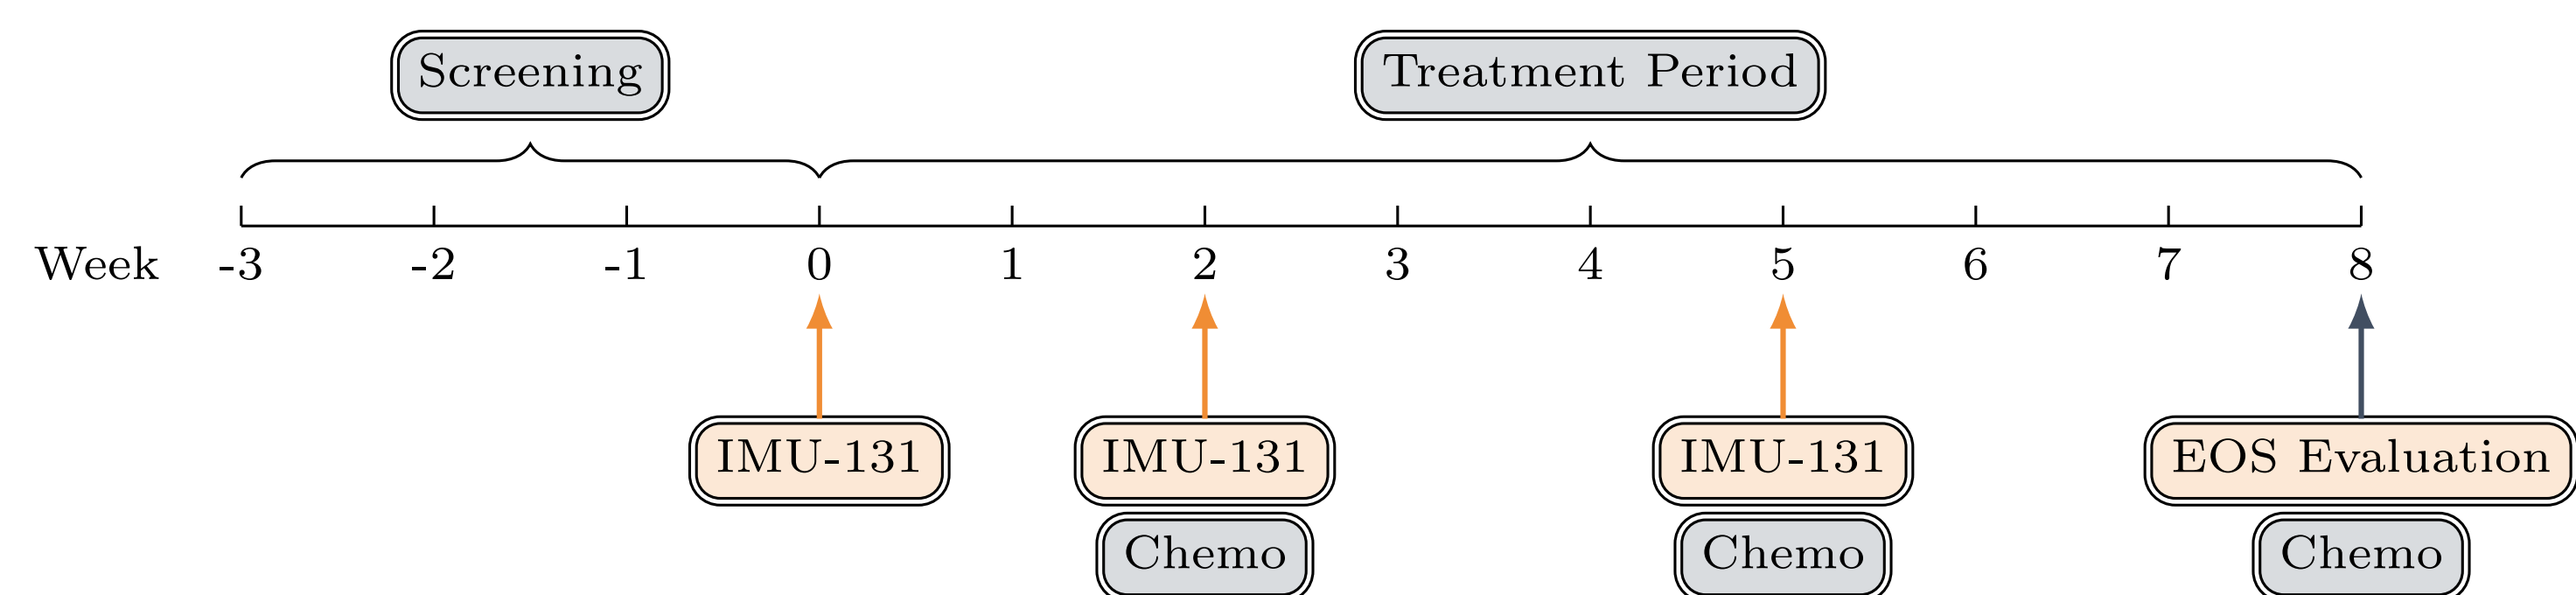 Screening Treatment Period
Week -3 -2 -1 0 1 2 3 4 5 6 7 8
IMU-131 IMU-131 IMU-131 EOS Evaluation
Chemo Chemo Chemo